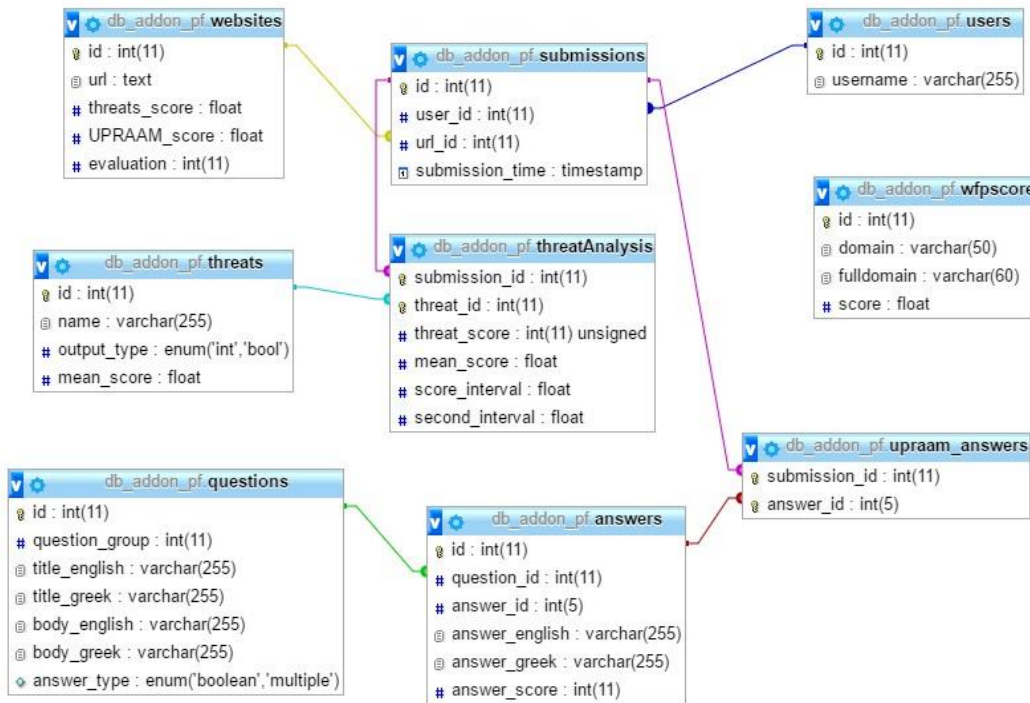 db_addon_pf.websites
id : int(11)
url : text
threats_score : float
UPRAAM_score : float
evaluation : int(11)
db_addon_pf.submissions
id : int(11)
user_id : int(11)
url_id : int(11)
submission_time : timestamp
db_addon_pf.users
id : int(11)
username : varchar(255)
db_addon_pf.wfpscore
id : int(11)
domain : varchar(50)
fulldomain : varchar(60)
score : float
db_addon_pf.threats
id : int(11)
name : varchar(255)
output_type : enum('int','bool')
mean_score : float
db_addon_pf.threatAnalysis
submission_id : int(11)
threat_id : int(11)
threat_score : int(11) unsigned
mean_score : float
score_interval : float
second_interval : float
db_addon_pf.upraam_answers
submission_id : int(11)
answer_id : int(5)
db_addon_pf.questions
id : int(11)
question_group : int(11)
title_english : varchar(255)
title_greek : varchar(255)
body_english : varchar(255)
body_greek : varchar(255)
answer_type : enum('boolean','multiple')
db_addon_pf.answers
id : int(11)
question_id : int(11)
answer_id : int(5)
answer_english : varchar(255)
answer_greek : varchar(255)
answer_score : int(11)